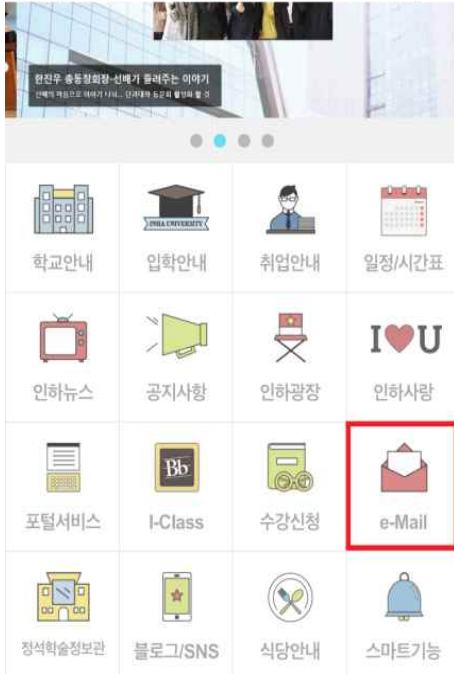 한진우 총동창회장-선배가 들려주는 이야기
INHA UNIVERSITY
학교안내
입학안내
취업안내
일정/시간표
I U
인하뉴스
공지사항
인하광장
인하사랑
Bb
포털서비스
I-Class
수강신청
e-Mail
정석학술정보관
블로그/SNS
식당안내
스마트기능